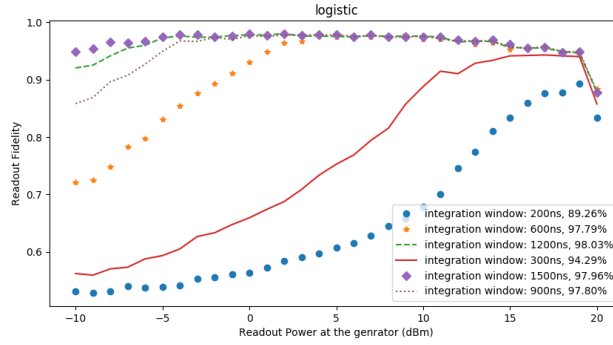 logistic
1.0
0.9
0.8
0.7
0.6
Readout Fidelity
integration window: 200ns, 89.26%
integration window: 600ns, 97.79%
integration window: 1200ns, 98.03%
integration window: 300ns, 94.29%
integration window: 1500ns, 97.96%
integration window: 900ns, 97.80%
−10 −5 0 5 10 15 20
Readout Power at the genrator (dBm)